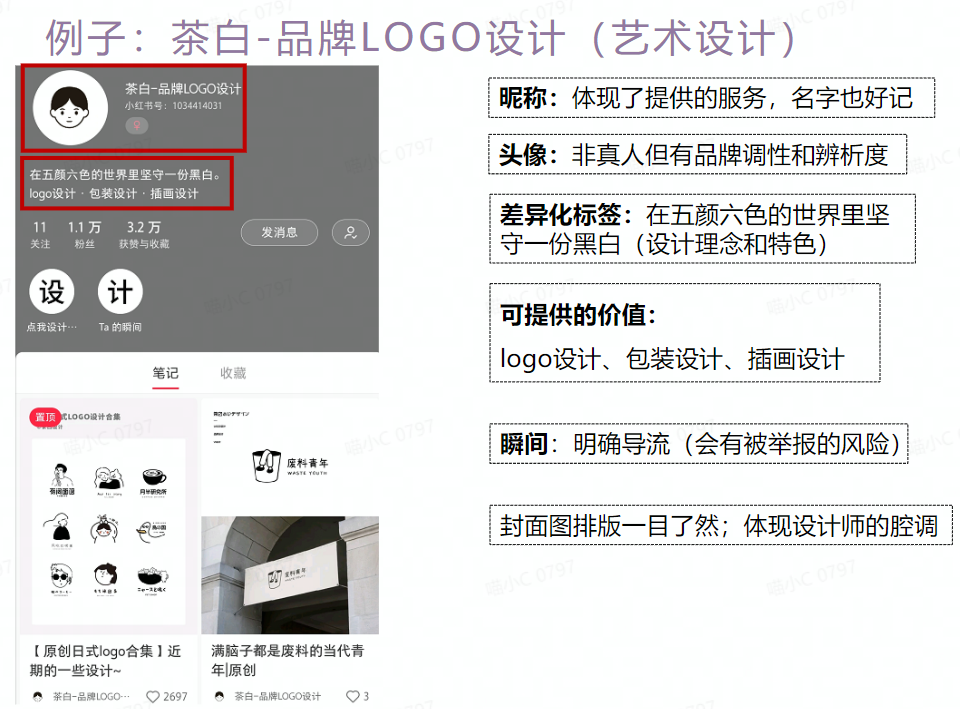 例子：茶白-品牌LOGO设计（艺术设计）
茶白-品牌LOGO设计
小红书号：1034414031
在五颜六色的世界里坚守一份黑白。
logo设计 · 包装设计 · 插画设计
11
关注
1.1 万
粉丝
3.2 万
获赞与收藏
发消息
设
计
点我设计…
Ta 的瞬间
笔记
收藏
置顶
式LOGO设计合集
月半研究所
废料青年
WASTE YOUTH
废料青年
【原创日式logo合集】近
期的一些设计~
茶白-品牌LOGO…
2697
满脑子都是废料的当代青
年|原创
茶白-品牌LOGO设计
3
昵称：体现了提供的服务，名字也好记
头像：非真人但有品牌调性和辨析度
差异化标签：在五颜六色的世界里坚
守一份黑白（设计理念和特色）
可提供的价值：
logo设计、包装设计、插画设计
瞬间：明确导流（会有被举报的风险）
封面图排版一目了然；体现设计师的腔调
喵小C 0797